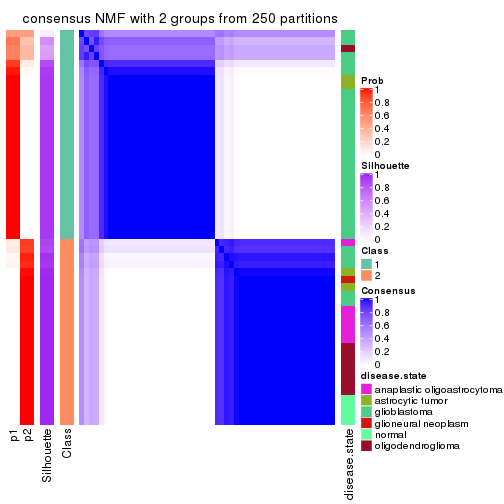 consensus NMF with 2 groups from 250 partitions
Prob
1
0.8
0.6
0.4
0.2
0
Silhouette
1
0.8
0.6
0.4
0.2
0
Class
1
2
Consensus
1
0.8
0.6
0.4
0.2
0
disease.state
anaplastic oligoastrocytoma
astrocytic tumor
glioblastoma
glioneural neoplasm
normal
oligodendroglioma
p1
p2
Silhouette
Class
disease.state